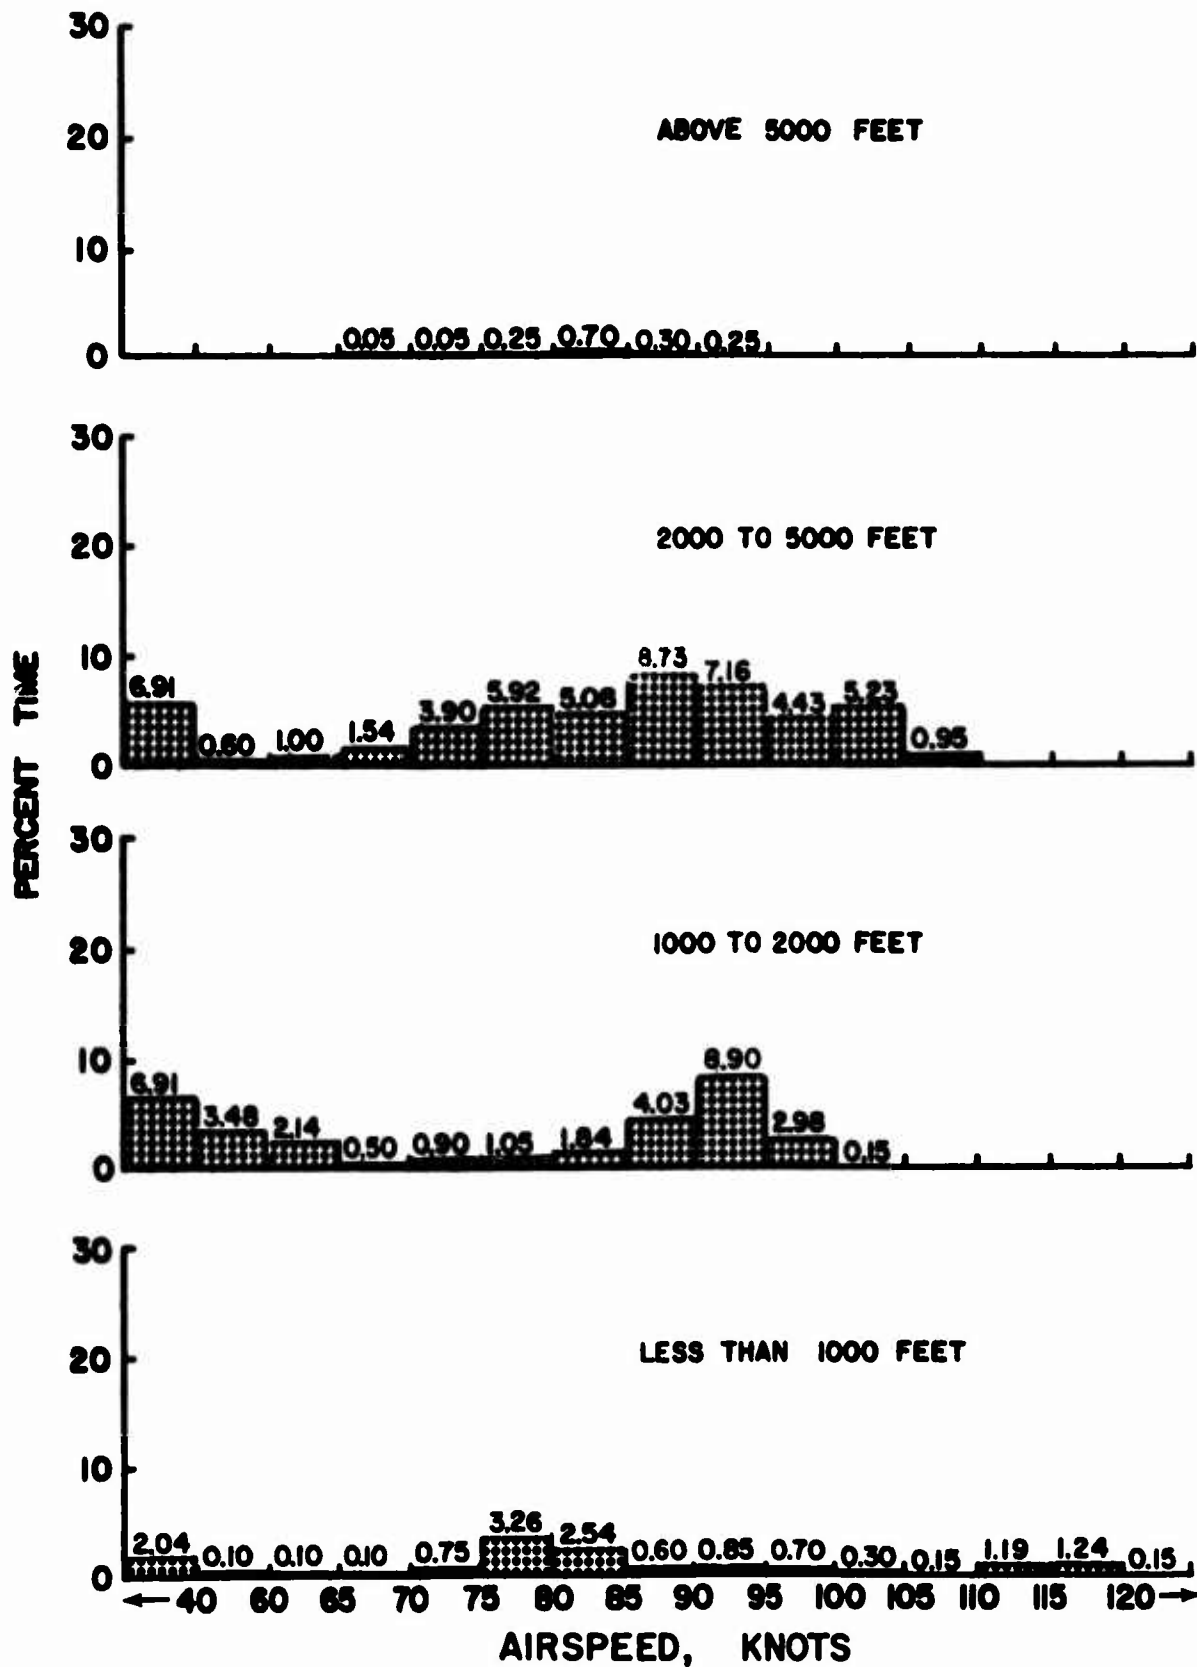 30
20
ABOVE 5000 FEET
10
0.05 0.05 0.25 0.70 0.30 0.25
0
30
20
2000 TO 5000 FEET
10
6.91 0.60 1.00 1.54 3.90 5.92 5.08 8.73 7.16 4.43 5.23 0.95
0
PERCENT TIME
30
20
1000 TO 2000 FEET
10
6.91 3.48 2.14 0.50 0.90 1.05 1.84 4.03 8.90 2.98 0.15
0
30
20
LESS THAN 1000 FEET
10
2.04 0.10 0.10 0.10 0.75 3.26 2.54 0.60 0.85 0.70 0.30 0.15 1.19 1.24 0.15
0
←40 60 65 70 75 80 85 90 95 100 105 110 115 120→
AIRSPEED, KNOTS